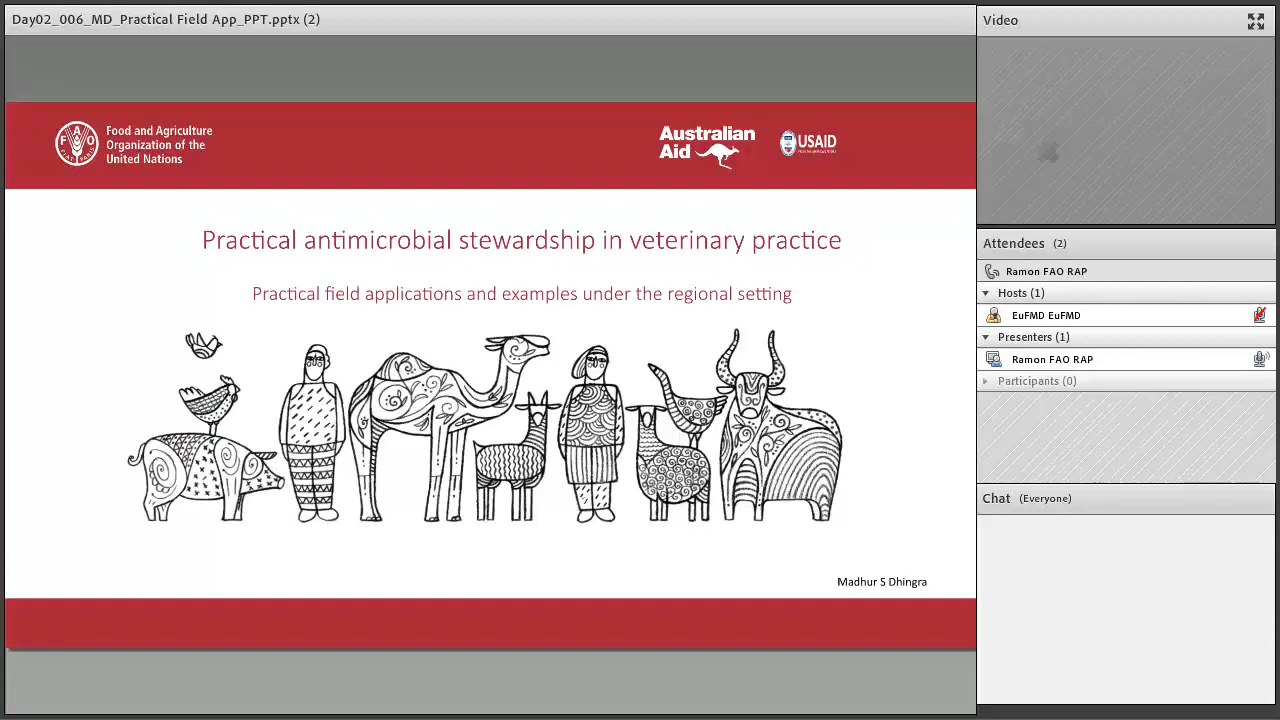 Day02_006_MD_Practical Field App_PPT.pptx (2)
Food and Agriculture
Organization of the
United Nations
Australian
Aid
USAID
Practical antimicrobial stewardship in veterinary practice
Practical field applications and examples under the regional setting
Madhur S Dhingra
Video
Attendees (2)
Ramon FAO RAP
Hosts (1)
EuFMD EuFMD
Presenters (1)
Ramon FAO RAP
Participants (0)
Chat (Everyone)